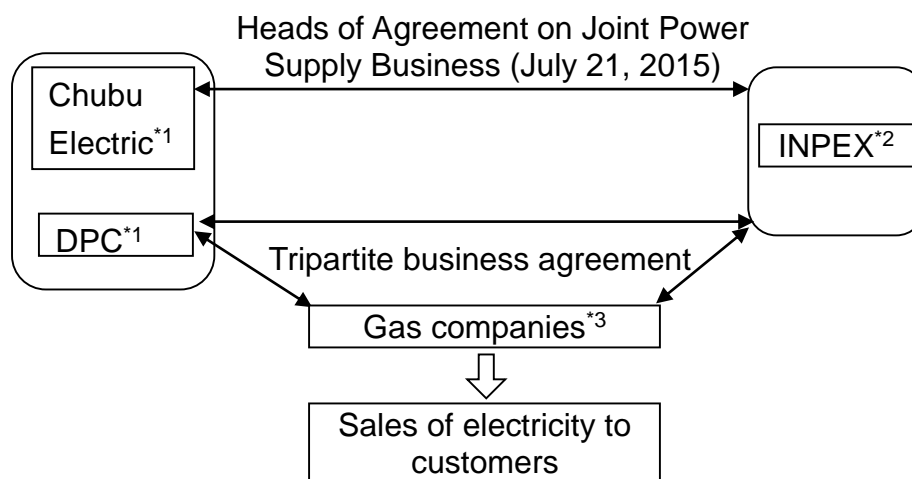 Heads of Agreement on Joint Power
Supply Business (July 21, 2015)
Chubu
Electric*1
INPEX*2
DPC*1
Tripartite business agreement
Gas companies*3
Sales of electricity to
customers